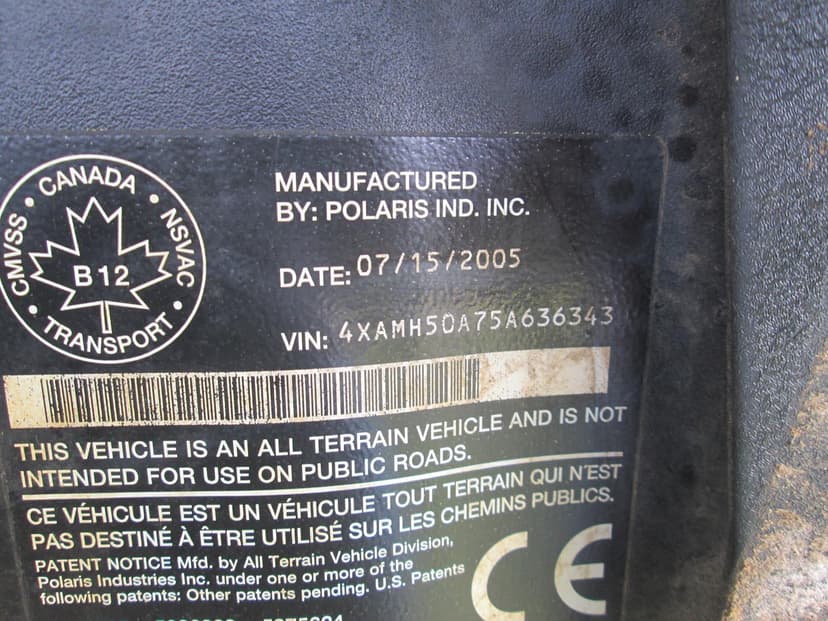 CANADA
CMVSS • • NSVAC
B 12
• TRANSPORT •
MANUFACTURED
BY: POLARIS IND. INC.
DATE: 07/15/2005
VIN: 4XAMH50A75A636343
THIS VEHICLE IS AN ALL TERRAIN VEHICLE AND IS NOT
INTENDED FOR USE ON PUBLIC ROADS.
CE VÉHICULE EST UN VÉHICULE TOUT TERRAIN QUI N'EST
PAS DESTINÉ À ÊTRE UTILISÉ SUR LES CHEMINS PUBLICS.
PATENT NOTICE Mfd. by All Terrain Vehicle Division,
Polaris Industries Inc. under one or more of the
following patents: Other patents pending. U.S. Patents
CE